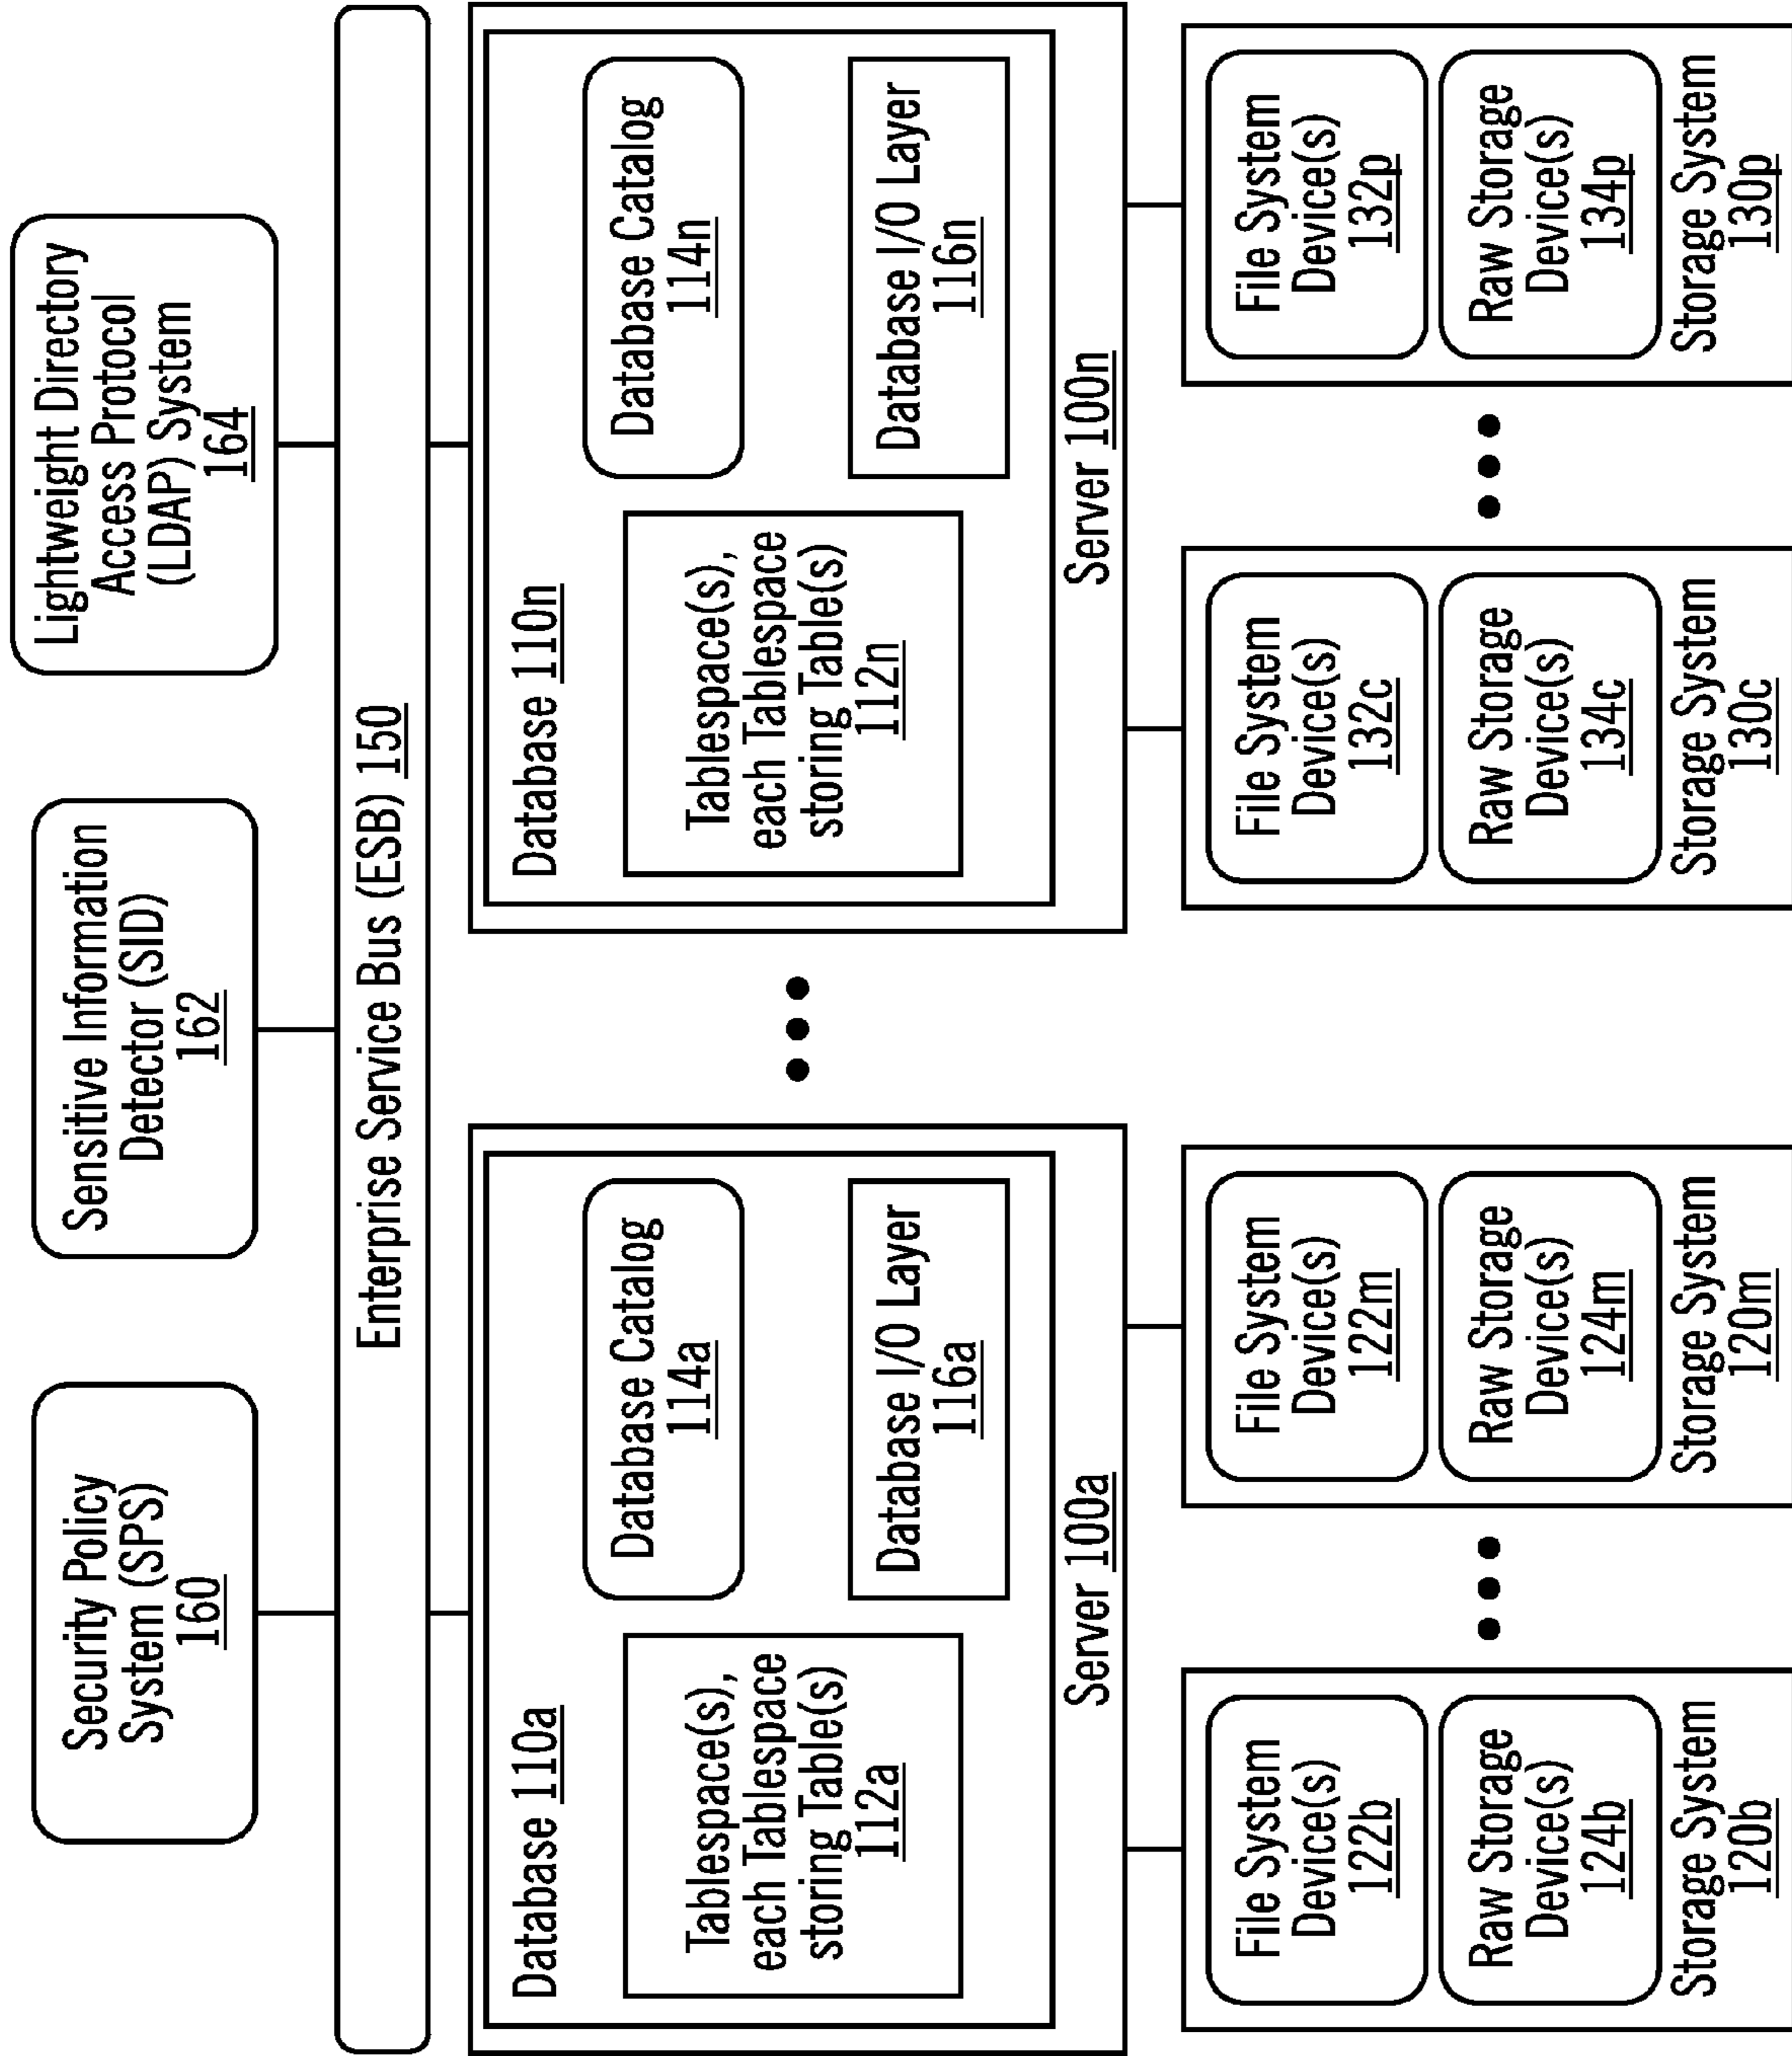 Security Policy
System (SPS)
160
Sensitive Information
Detector (SID)
162
Lightweight Directory
Access Protocol
(LDAP) System
164
Enterprise Service Bus (ESB) 150
Database 110a
Tablespace(s),
each Tablespace
storing Table(s)
112a
Database Catalog
114a
Database I/O Layer
116a
Server 100a
Database 110n
Tablespace(s),
each Tablespace
storing Table(s)
112n
Database Catalog
114n
Database I/O Layer
116n
Server 100n
File System
Device(s)
122b
Raw Storage
Device(s)
124b
Storage System
120b
File System
Device(s)
122m
Raw Storage
Device(s)
124m
Storage System
120m
File System
Device(s)
132c
Raw Storage
Device(s)
134c
Storage System
130c
File System
Device(s)
132p
Raw Storage
Device(s)
134p
Storage System
130p